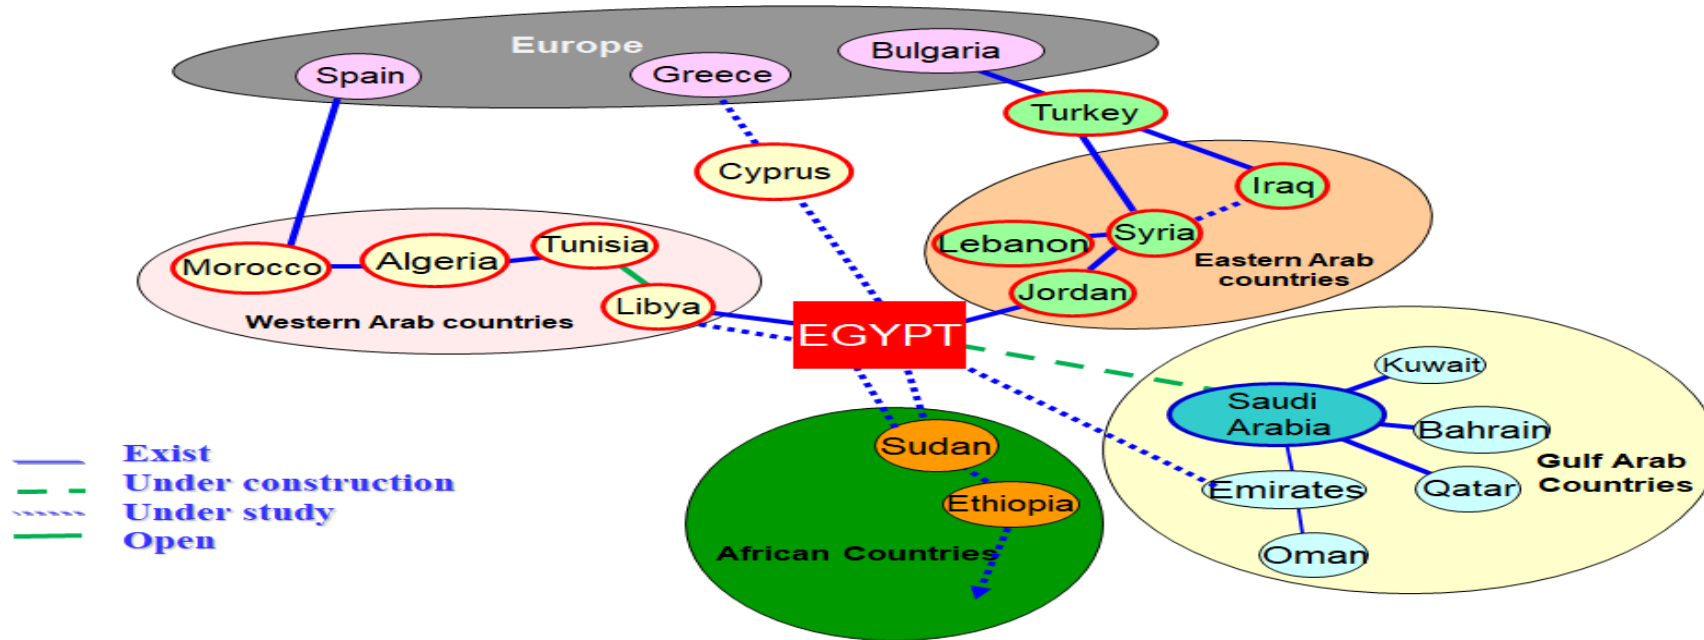 Europe
Spain
Greece
Bulgaria
Turkey
Cyprus
Iraq
Morocco
Algeria
Tunisia
Libya
Western Arab countries
Lebanon
Syria
Jordan
Eastern Arab
countries
EGYPT
Kuwait
Saudi
Arabia
Bahrain
Emirates
Qatar
Oman
Gulf Arab
Countries
Sudan
Ethiopia
African Countries
Exist
Under construction
Under study
Open